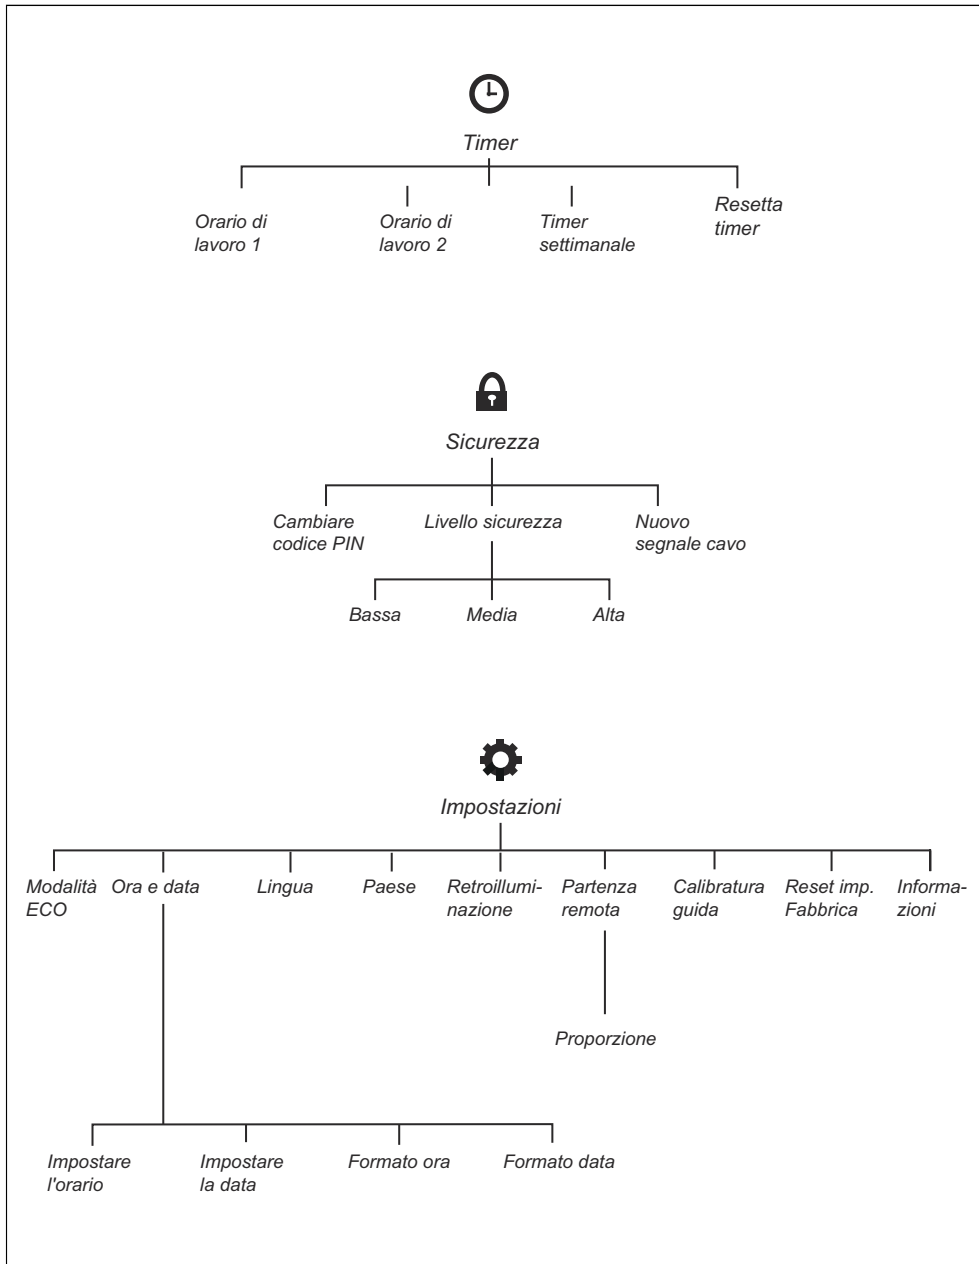 Timer
Orario di
lavoro 1
Orario di
lavoro 2
Timer
settimanale
Resetta
timer
Sicurezza
Cambiare
codice PIN
Livello sicurezza
Nuovo
segnale cavo
Bassa
Media
Alta
Impostazioni
Modalità
ECO
Ora e data
Lingua
Paese
Retroillumi-
nazione
Partenza
remota
Calibratura
guida
Reset imp.
Fabbrica
Informa-
zioni
Proporzione
Impostare
l'orario
Impostare
la data
Formato ora
Formato data